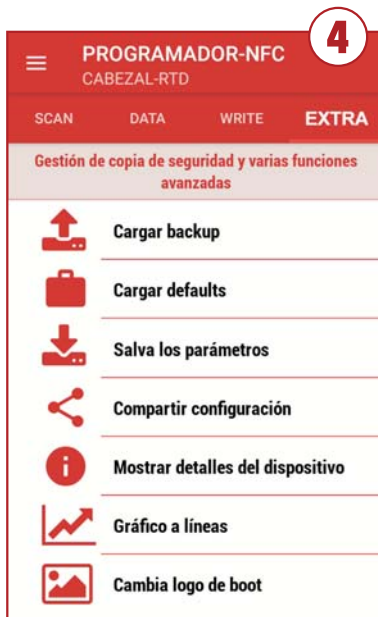 4
PROGRAMADOR-NFC
CABEZAL-RTD
SCAN DATA WRITE EXTRA
Gestión de copia de seguridad y varias funciones
avanzadas
Cargar backup
Cargar defaults
Salva los parámetros
Compartir configuración
Mostrar detalles del dispositivo
Gráfico a líneas
Cambia logo de boot